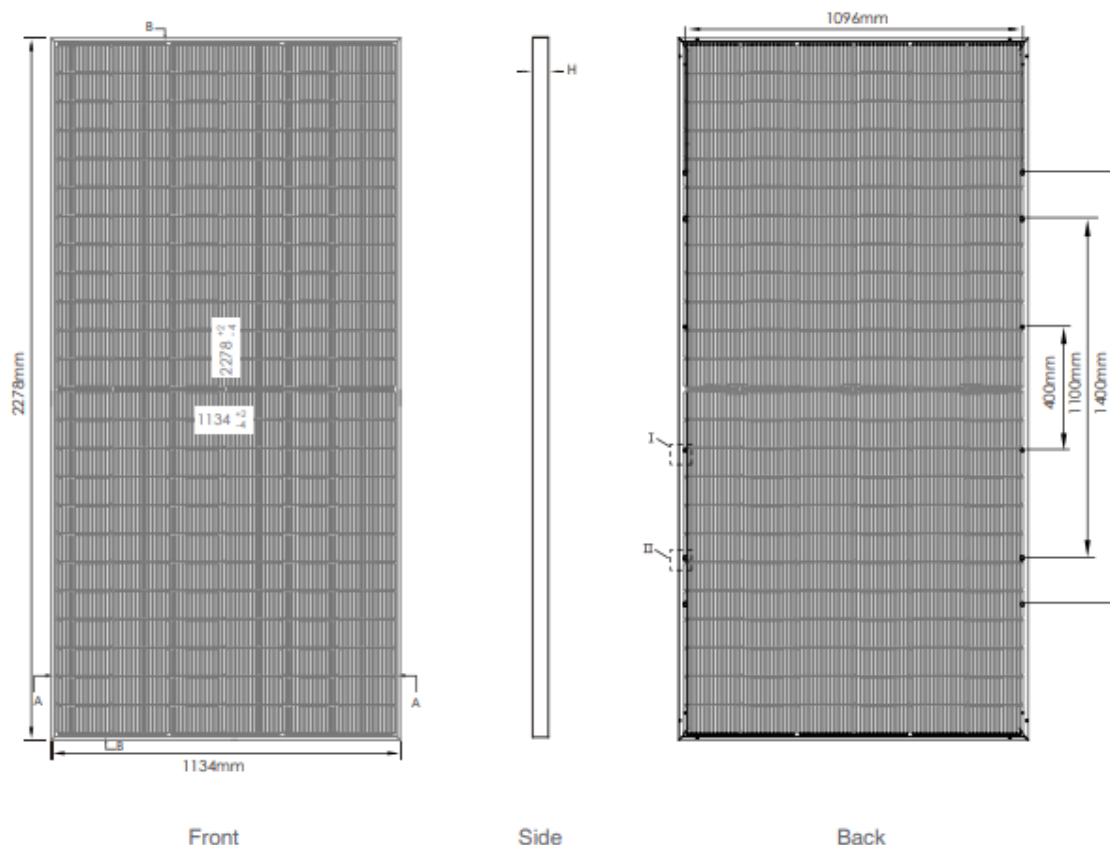 B
1096mm
H
2278mm
2278 +2 -4
1134 +2 -4
400mm
1100mm
1400mm
I
II
A
A
B
1134mm
Front
Side
Back